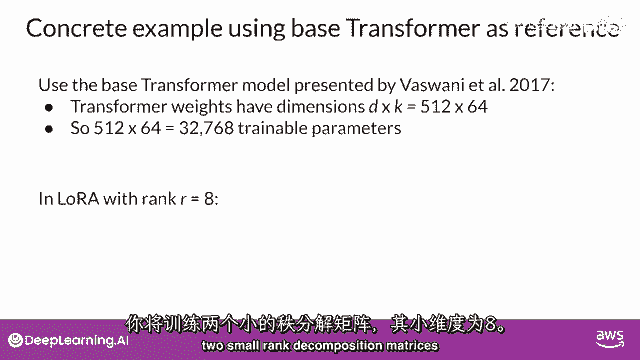 Concrete example using base Transformer as reference
Use the base Transformer model presented by Vaswani et al. 2017:
● Transformer weights have dimensions d x k = 512 x 64
● So 512 x 64 = 32,768 trainable parameters
In LoRA with rank r = 8:
你将训练两个小的秩分解矩阵,其小维度为8。
two small rank decomposition matrices
DeepLearning.AI
aws